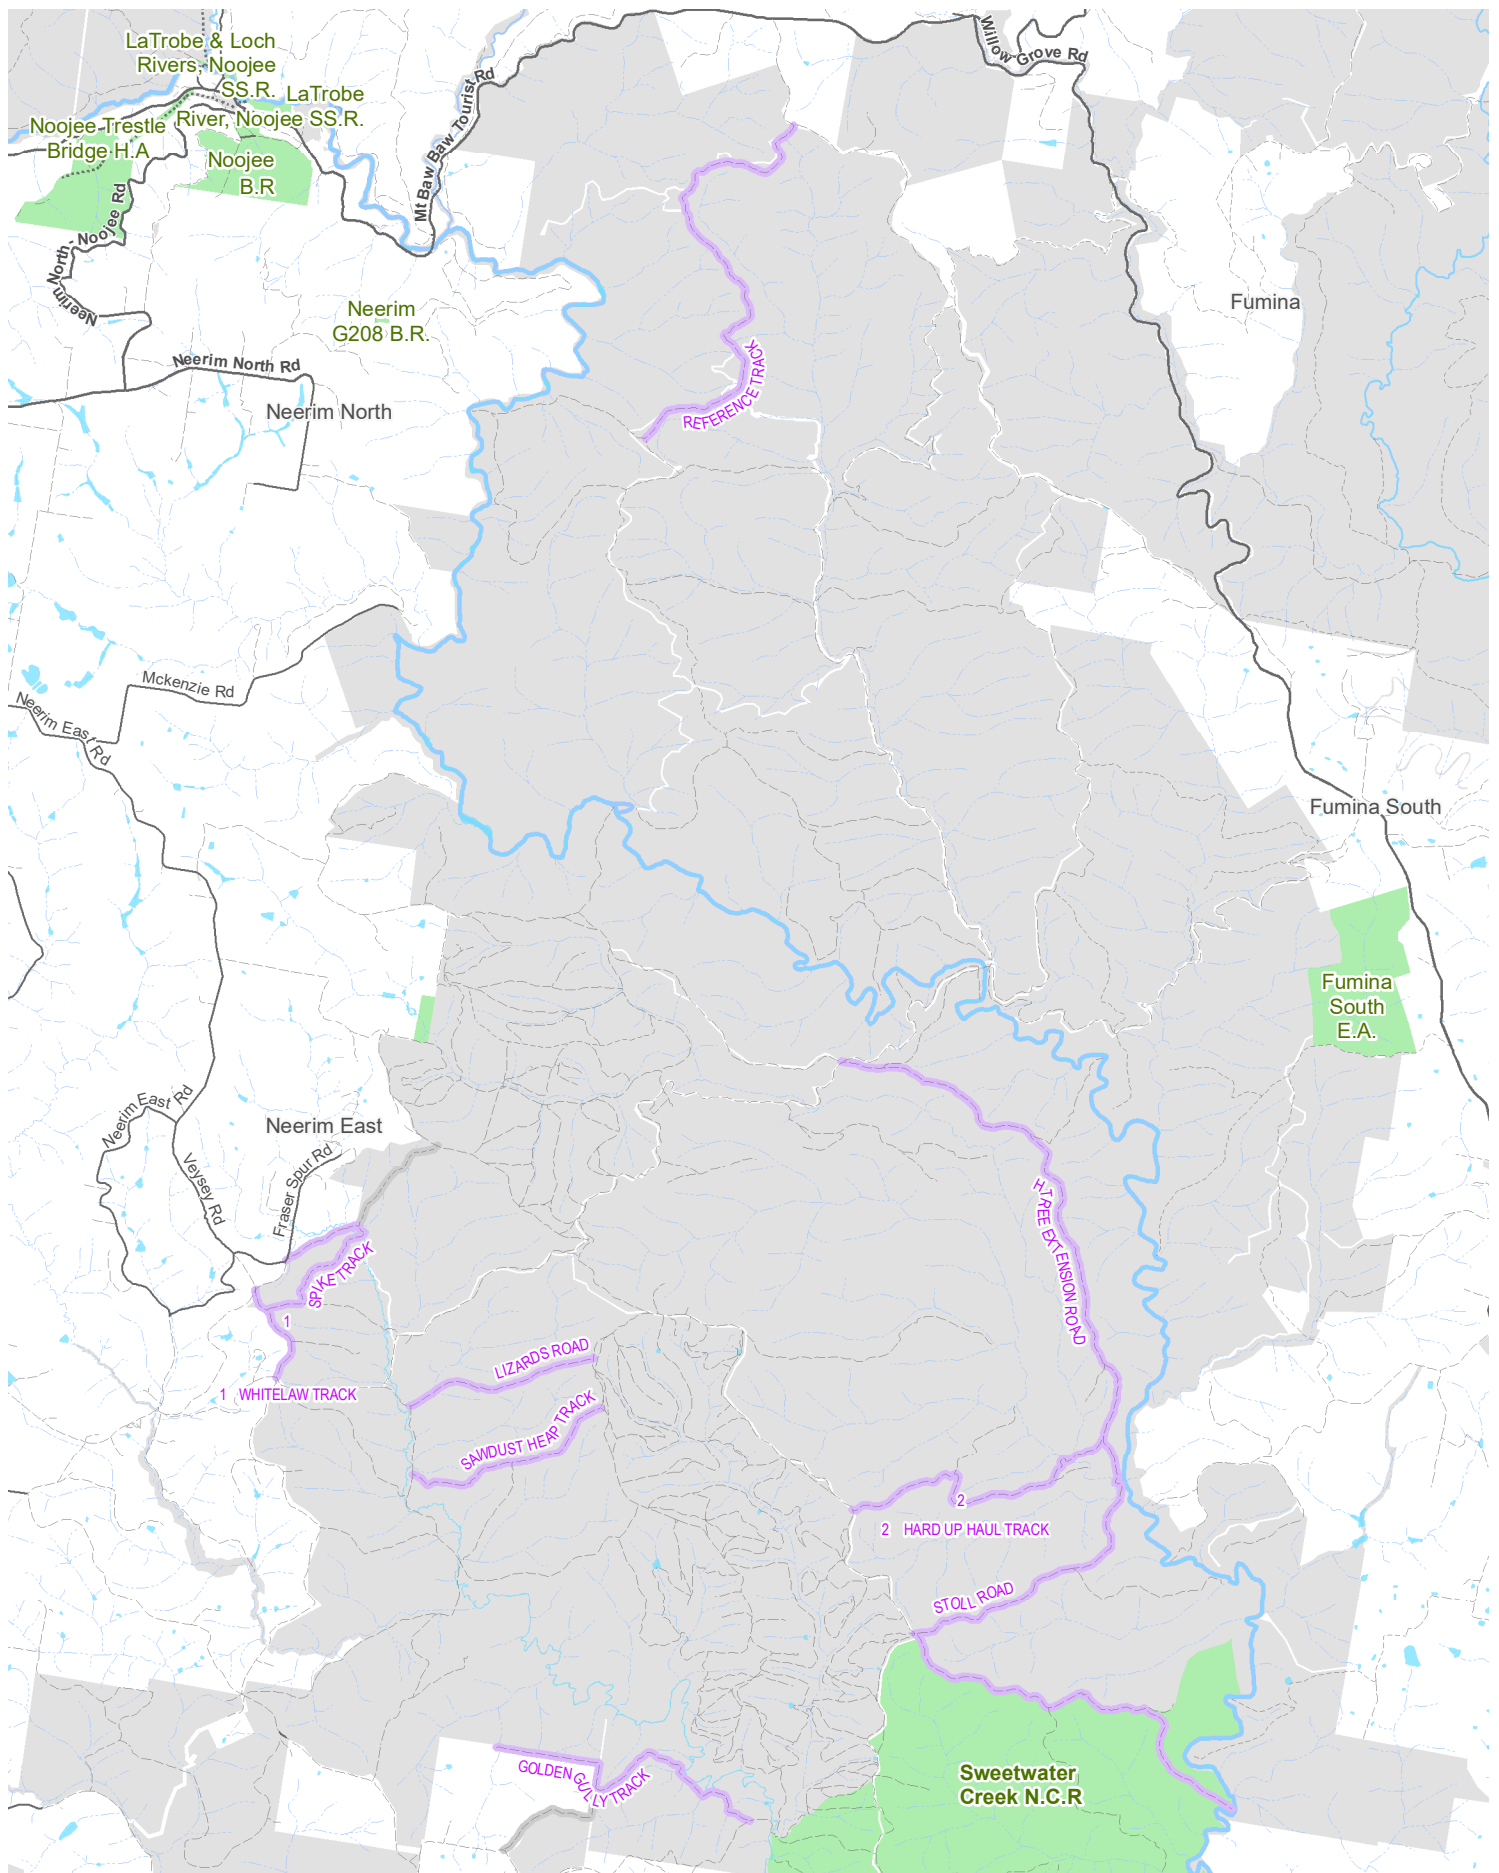 LaTrobe & Loch
Rivers, Noojee
SS.R.
LaTrobe
River, Noojee SS.R.
Noojee Trestle
Bridge H.A
Noojee
B.R
Mt Baw Baw Tourist Rd
Willow Grove Rd
Neerim North - Noojee Rd
Neerim
G208 B.R.
Fumina
Neerim North Rd
Neerim North
REFERENCE TRACK
Mckenzie Rd
Neerim East Rd
Fumina South
Fumina
South
E.A.
Neerim East Rd
Neerim East
Veysey Rd
Fraser Spur Rd
SPIKE TRACK
1
1 WHITELAW TRACK
H TREE EXTENSION ROAD
LIZARDS ROAD
SAWDUST HEAP TRACK
2
2 HARD UP HAUL TRACK
STOLL ROAD
GOLDEN GULLY TRACK
Sweetwater
Creek N.C.R